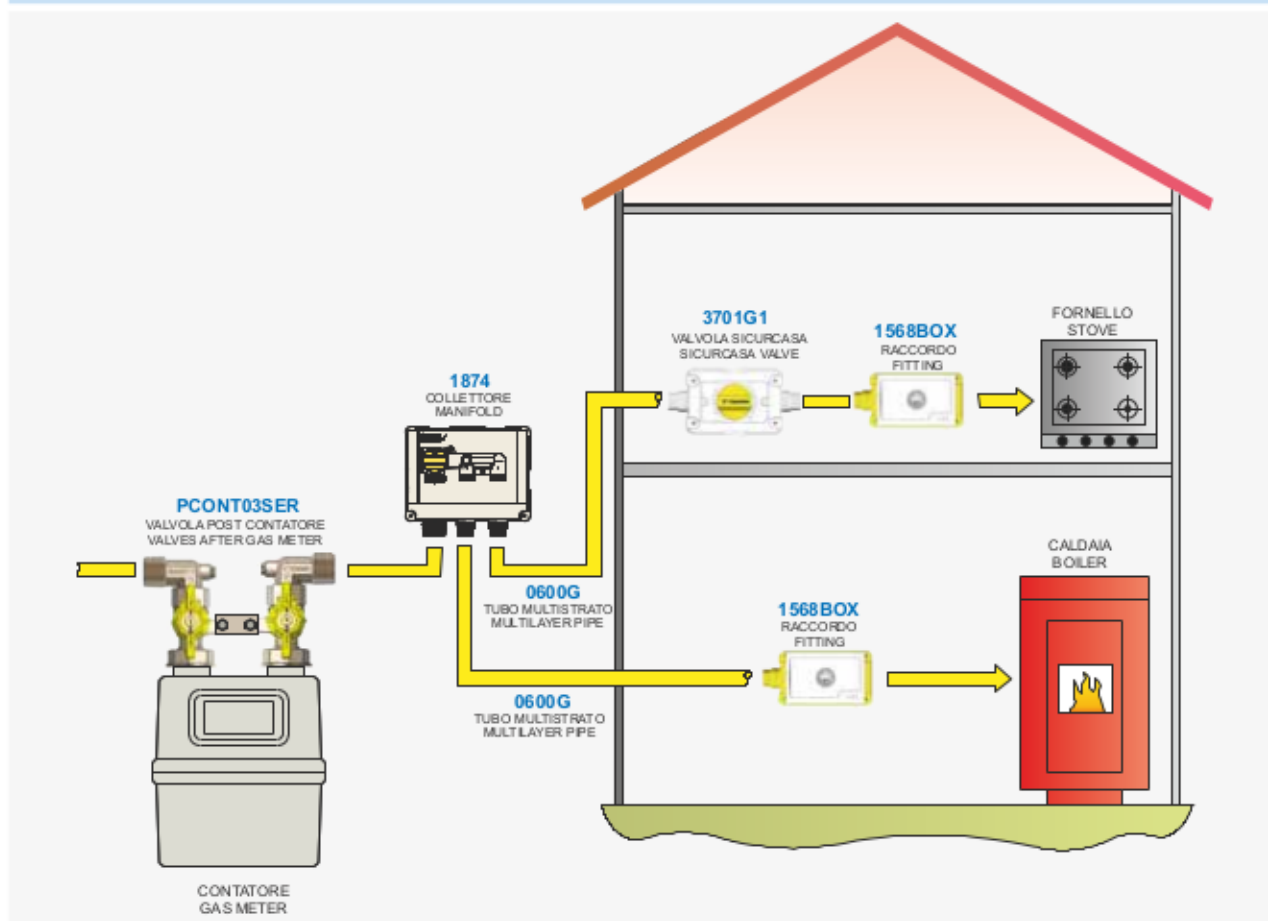 3701G1
VALVOLA SICURCASA
SICURCASA VALVE
1568BOX
RACCORDO
FITTING
FORNELLO
STOVE
1874
COLLETTORE
MANIFOLD
PCONT03SER
VALVOLA POST CONTATORE
VALVES AFTER GAS METER
0600G
TUBO MULTISTRATO
MULTILAYER PIPE
CALDAIA
BOILER
1568BOX
RACCORDO
FITTING
0600G
TUBO MULTISTRATO
MULTILAYER PIPE
CONTATORE
GAS METER